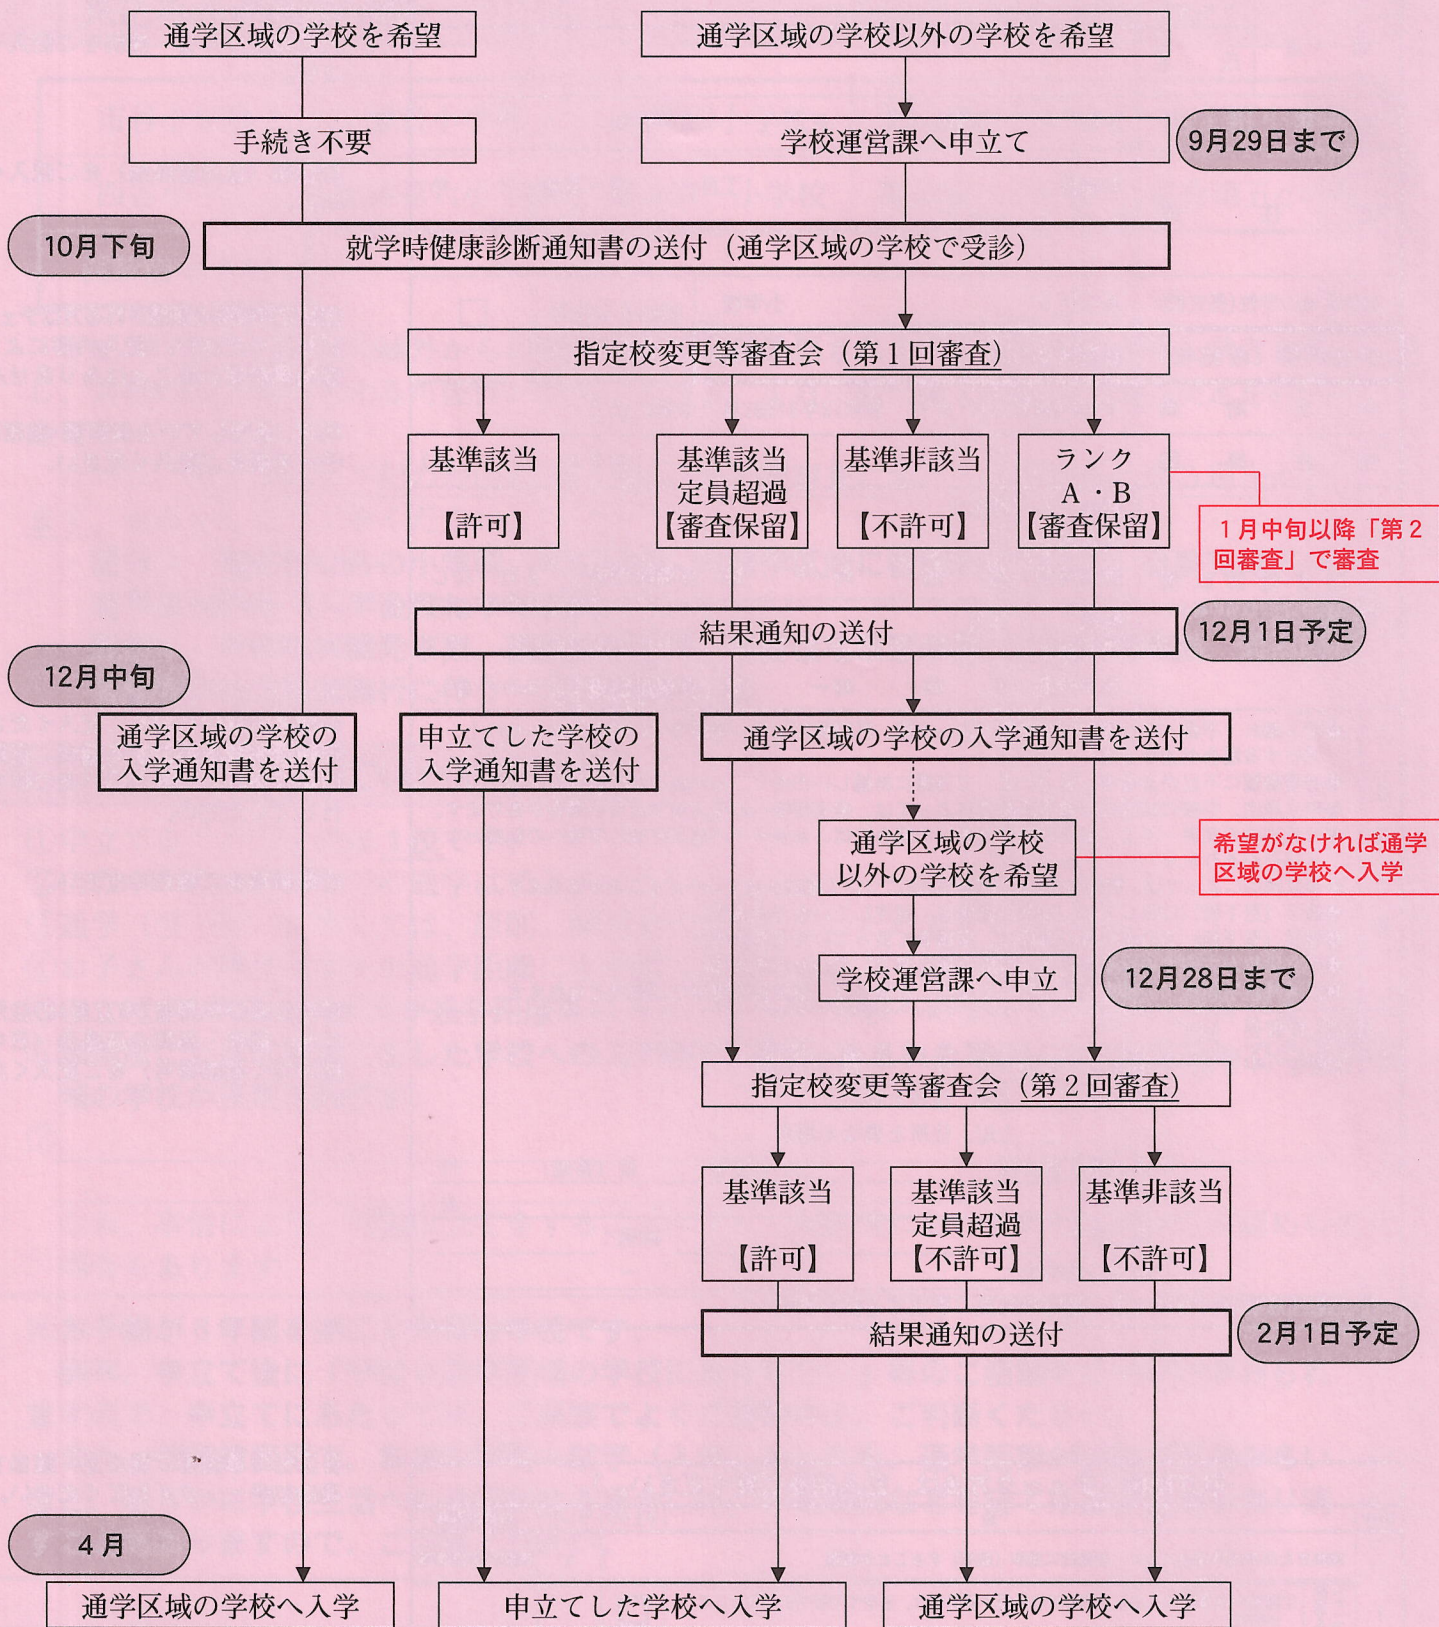 通学区域の学校を希望
通学区域の学校以外の学校を希望
手続き不要
学校運営課へ申立て
9月29日まで
10月下旬
就学時健康診断通知書の送付（通学区域の学校で受診）
指定校変更等審査会（第１回審査）
基準該当
【許可】
基準該当
定員超過
【審査保留】
基準非該当
【不許可】
ランク
Ａ・Ｂ
【審査保留】
１月中旬以降「第２
回審査」で審査
結果通知の送付
12月1日予定
12月中旬
通学区域の学校の
入学通知書を送付
申立てした学校の
入学通知書を送付
通学区域の学校の入学通知書を送付
通学区域の学校
以外の学校を希望
希望がなければ通学
区域の学校へ入学
学校運営課へ申立
12月28日まで
指定校変更等審査会（第２回審査）
基準該当
【許可】
基準該当
定員超過
【不許可】
基準非該当
【不許可】
結果通知の送付
2月1日予定
４月
通学区域の学校へ入学
申立てした学校へ入学
通学区域の学校へ入学